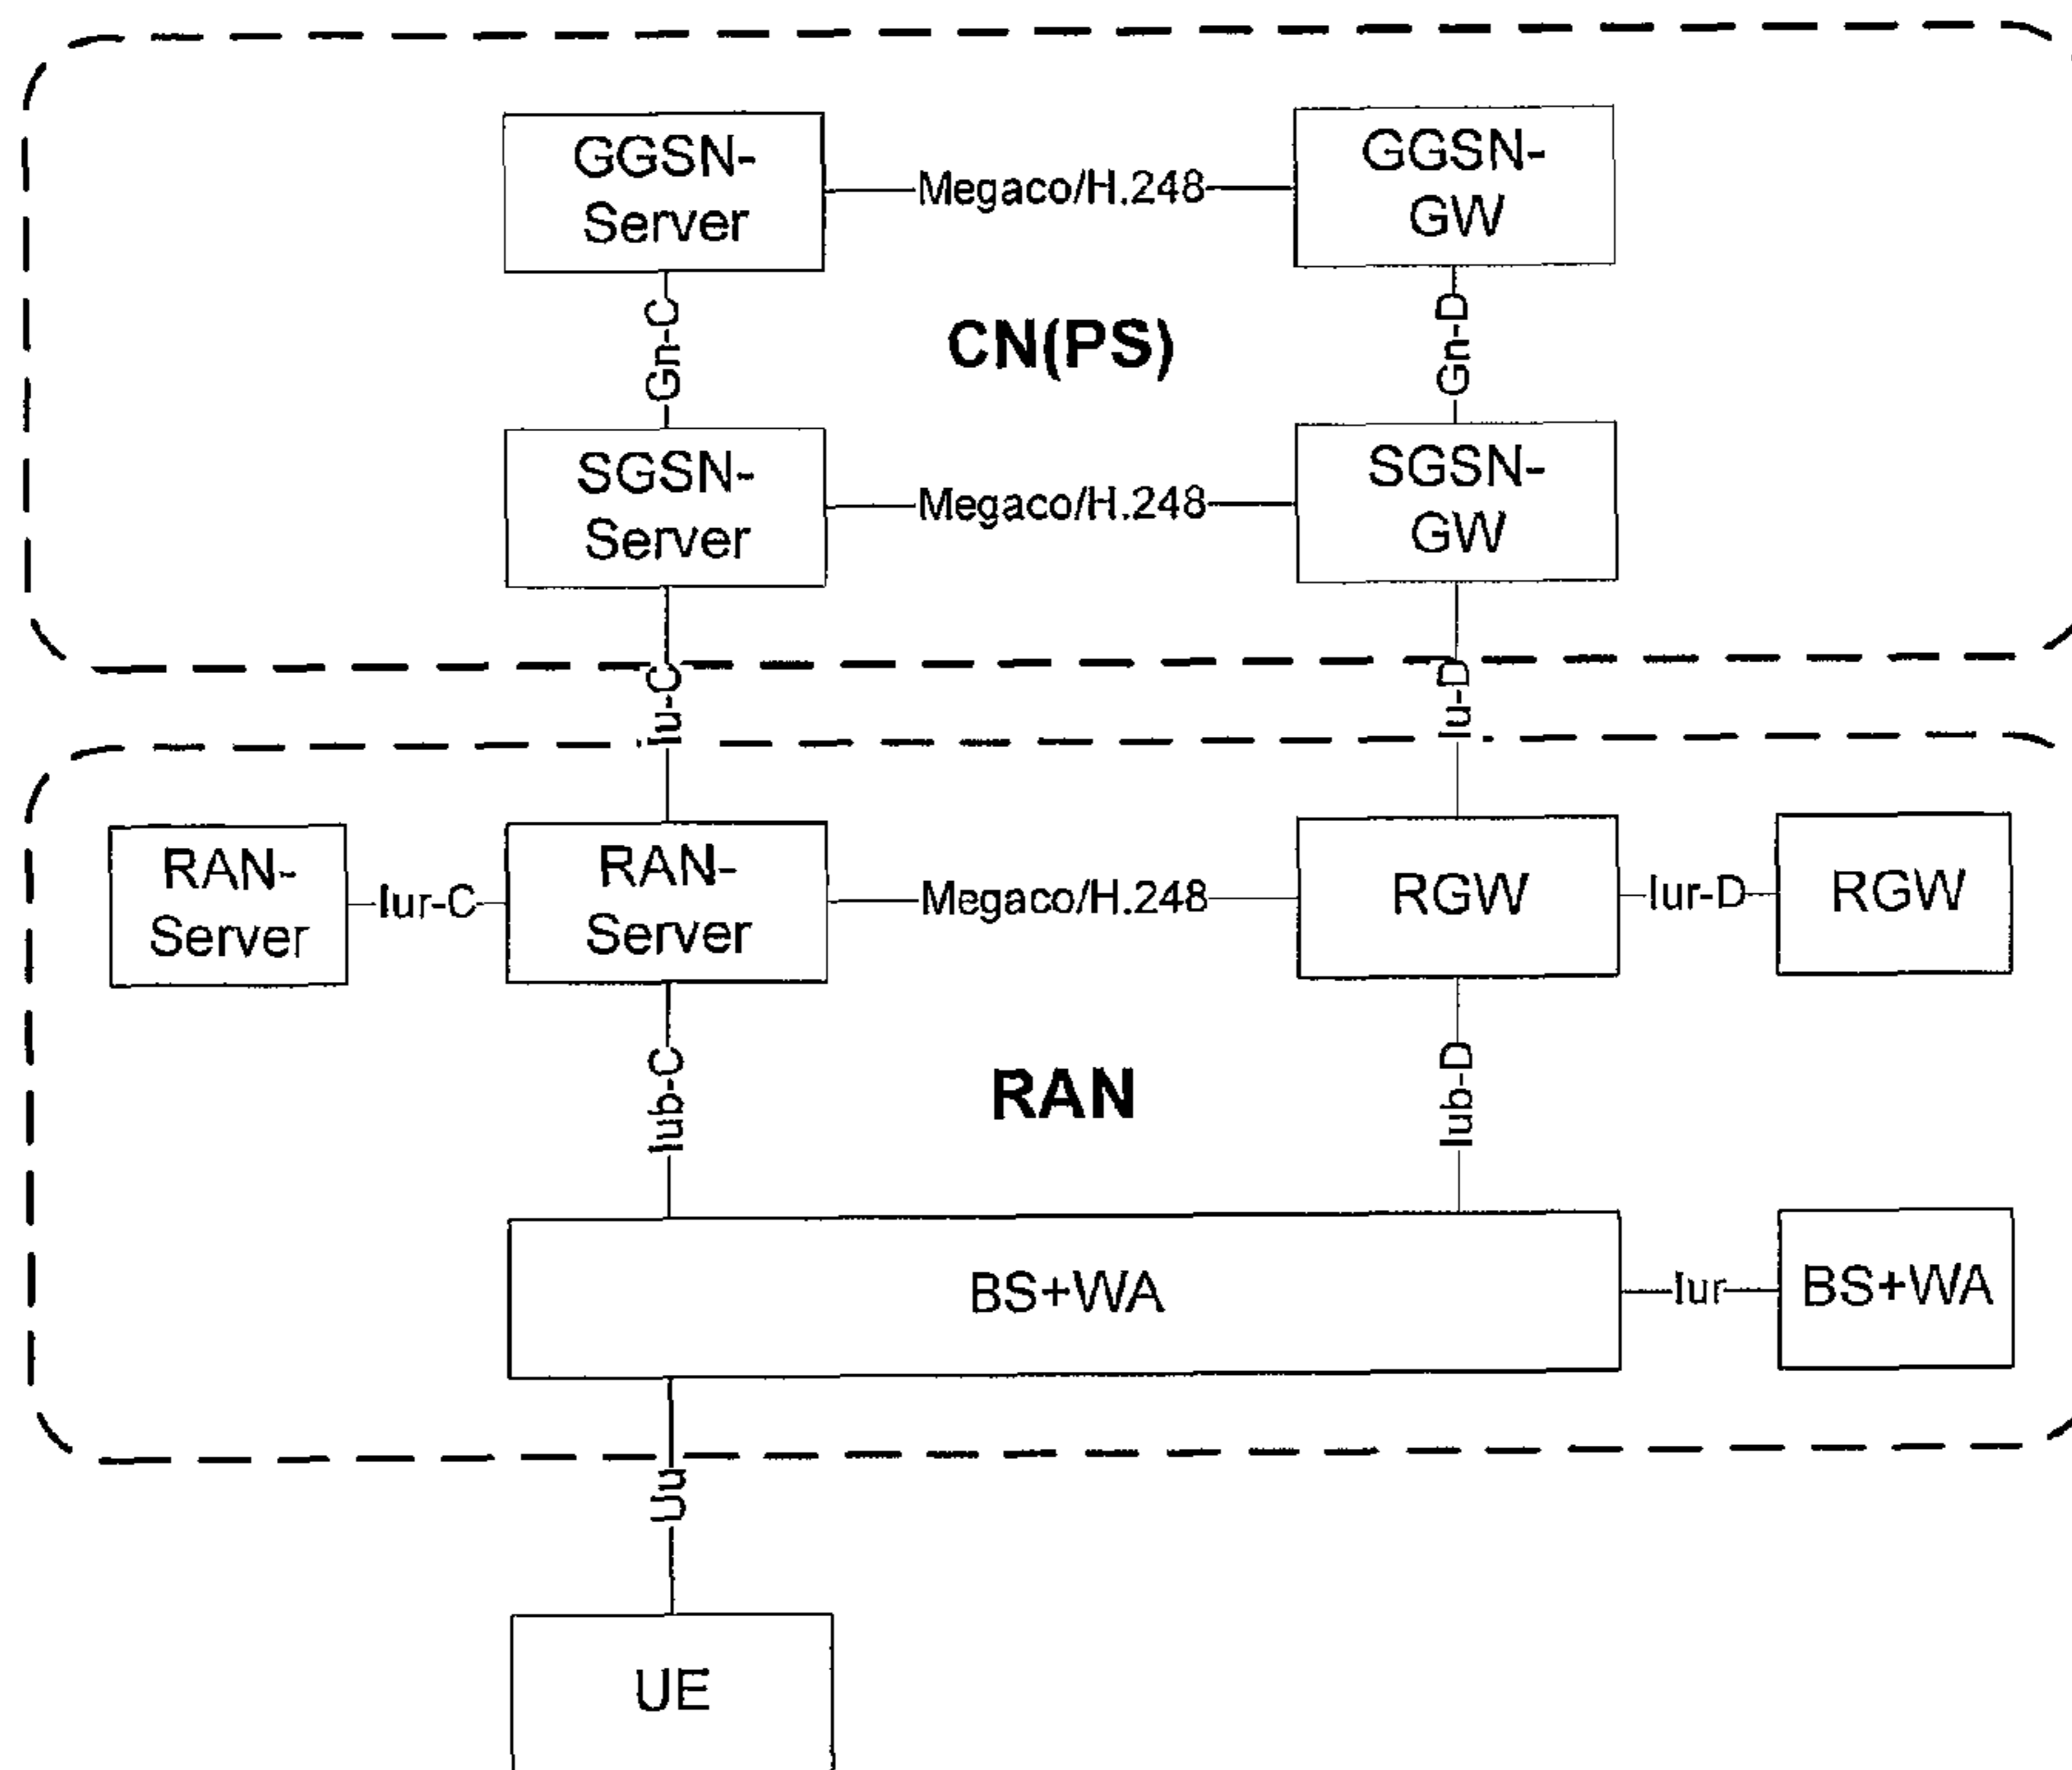 GGSN-
Server
Megaco/H.248
GGSN-
GW
Gn-C
CN(PS)
Gn-D
SGSN-
Server
Megaco/H.248
SGSN-
GW
Iu-C
Iu-D
RAN-
Server
Iur-C
RAN-
Server
Megaco/H.248
RGW
Iur-D
RGW
Iub-C
RAN
Iub-D
BS+WA
Iur
BS+WA
Uu
UE